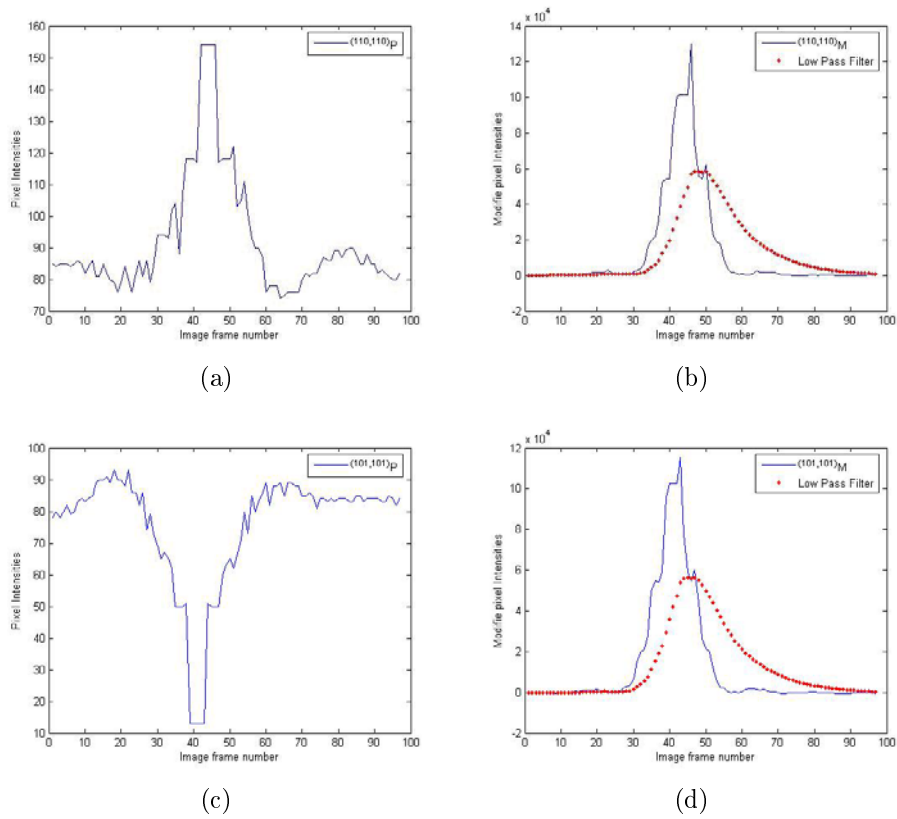 160
150
140
130
120
110
100
90
80
70
0 10 20 30 40 50 60 70 80 90 100
Pixel Intensities
Image frame number
(110,110)P
(a)
x 10^4
14
12
10
8
6
4
2
0
-2
0 10 20 30 40 50 60 70 80 90 100
Modifie pixel Intensities
Image frame number
(110,110)M
Low Pass Filter
(b)
100
90
80
70
60
50
40
30
20
10
0 10 20 30 40 50 60 70 80 90 100
Pixel Intensities
Image frame number
(101,101)P
(c)
x 10^4
12
10
8
6
4
2
0
-2
0 10 20 30 40 50 60 70 80 90 100
Modifie pixel Intensities
Image frame number
(101,101)M
Low Pass Filter
(d)